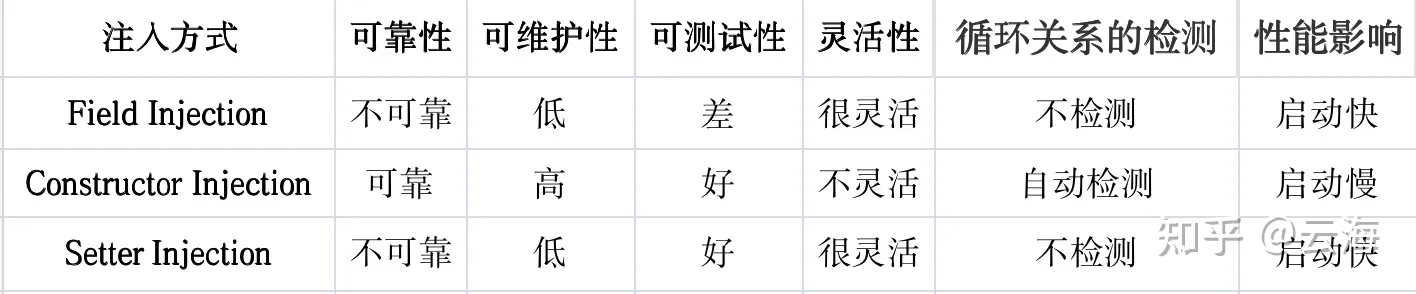 注入方式 可靠性 可维护性 可测试性 灵活性 循环关系的检测 性能影响
Field Injection 不可靠 低 差 很灵活 不检测 启动快
Constructor Injection 可靠 高 好 不灵活 自动检测 启动慢
Setter Injection 不可靠 低 好 很灵活 不检测 启动快
知乎 @云海